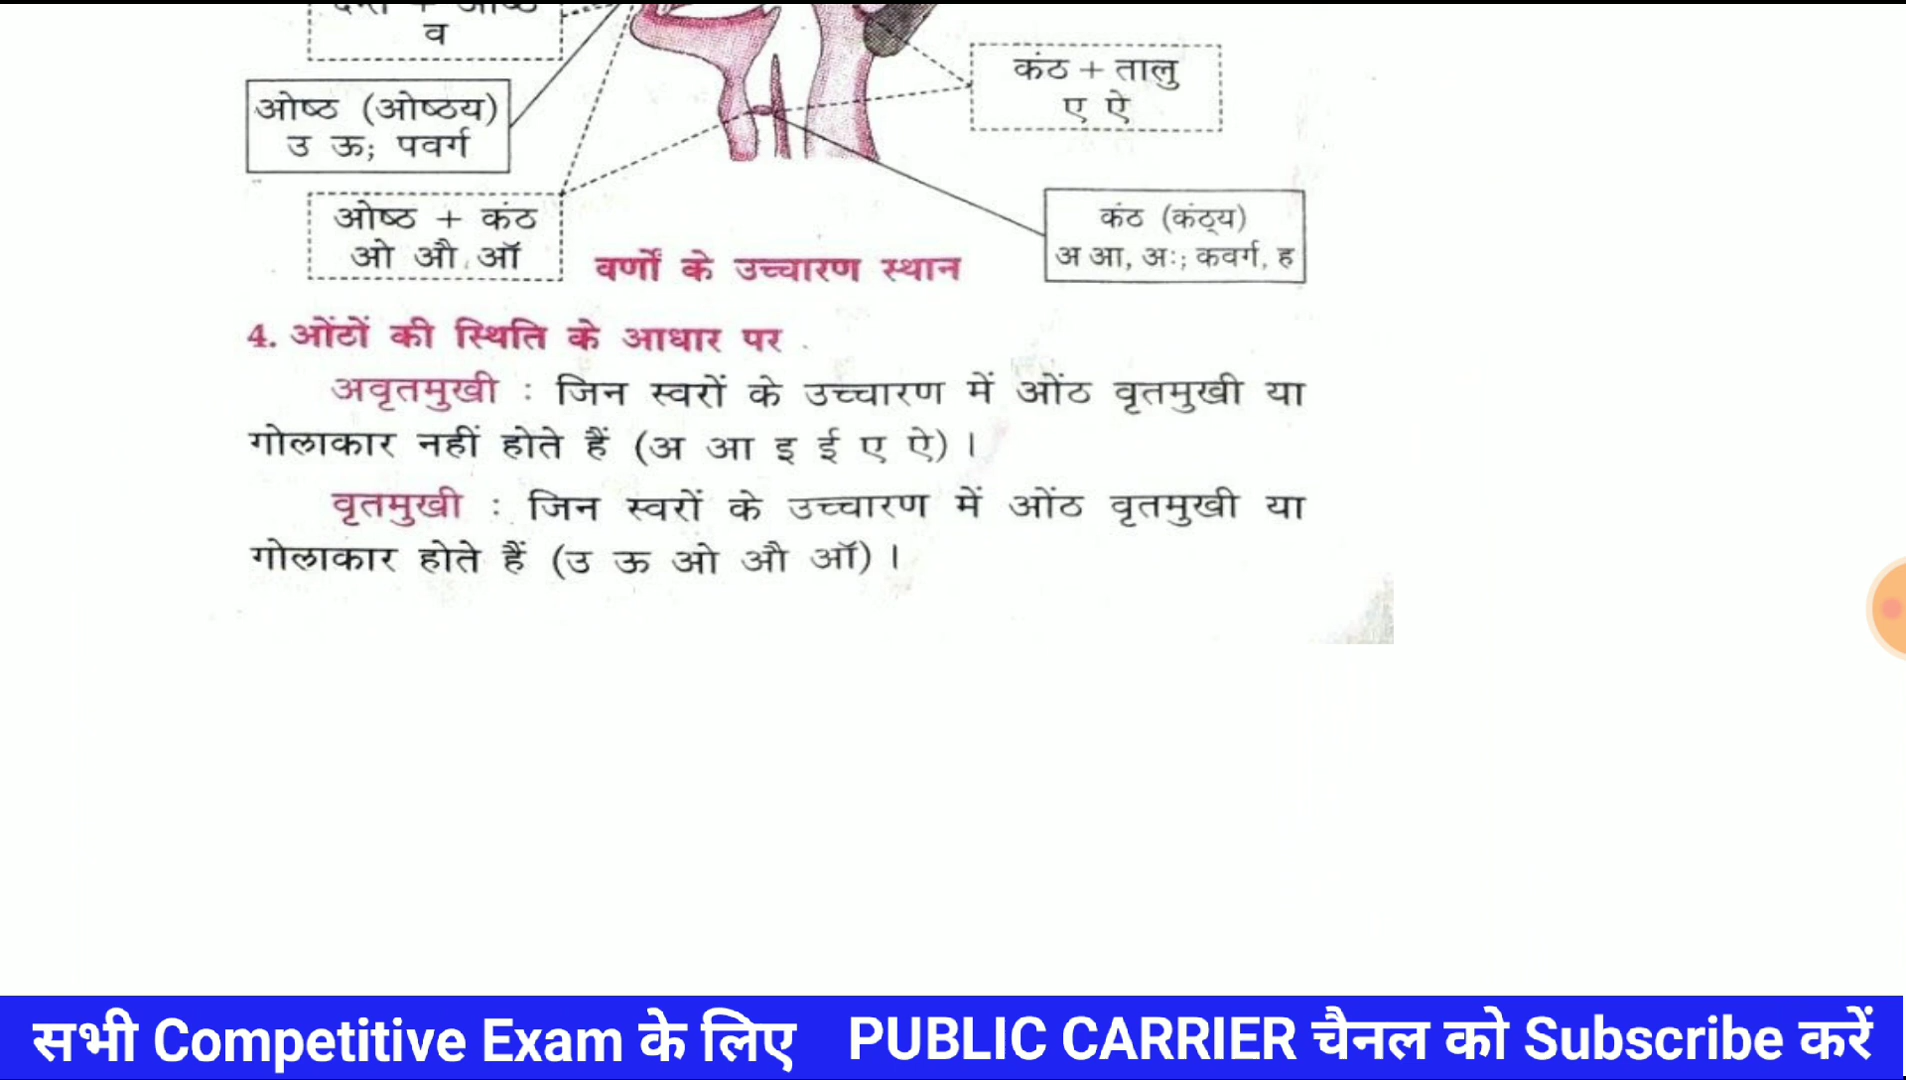 व
ओष्ठ (ओष्ठय)
उ ऊ; पवर्ग
कंठ + तालु
ए ऐ
ओष्ठ + कंठ
ओ औ ऑ
कंठ (कंठ्य)
अ आ, अः; कवर्ग, ह
वर्णों के उच्चारण स्थान
4. ओंठों की स्थिति के आधार पर
अवृतमुखी : जिन स्वरों के उच्चारण में ओंठ वृतमुखी या
गोलाकार नहीं होते हैं (अ आ इ ई ए ऐ) ।
वृतमुखी : जिन स्वरों के उच्चारण में ओंठ वृतमुखी या
गोलाकार होते हैं (उ ऊ ओ औ ऑ) ।
सभी Competitive Exam के लिए PUBLIC CARRIER चैनल को Subscribe करें